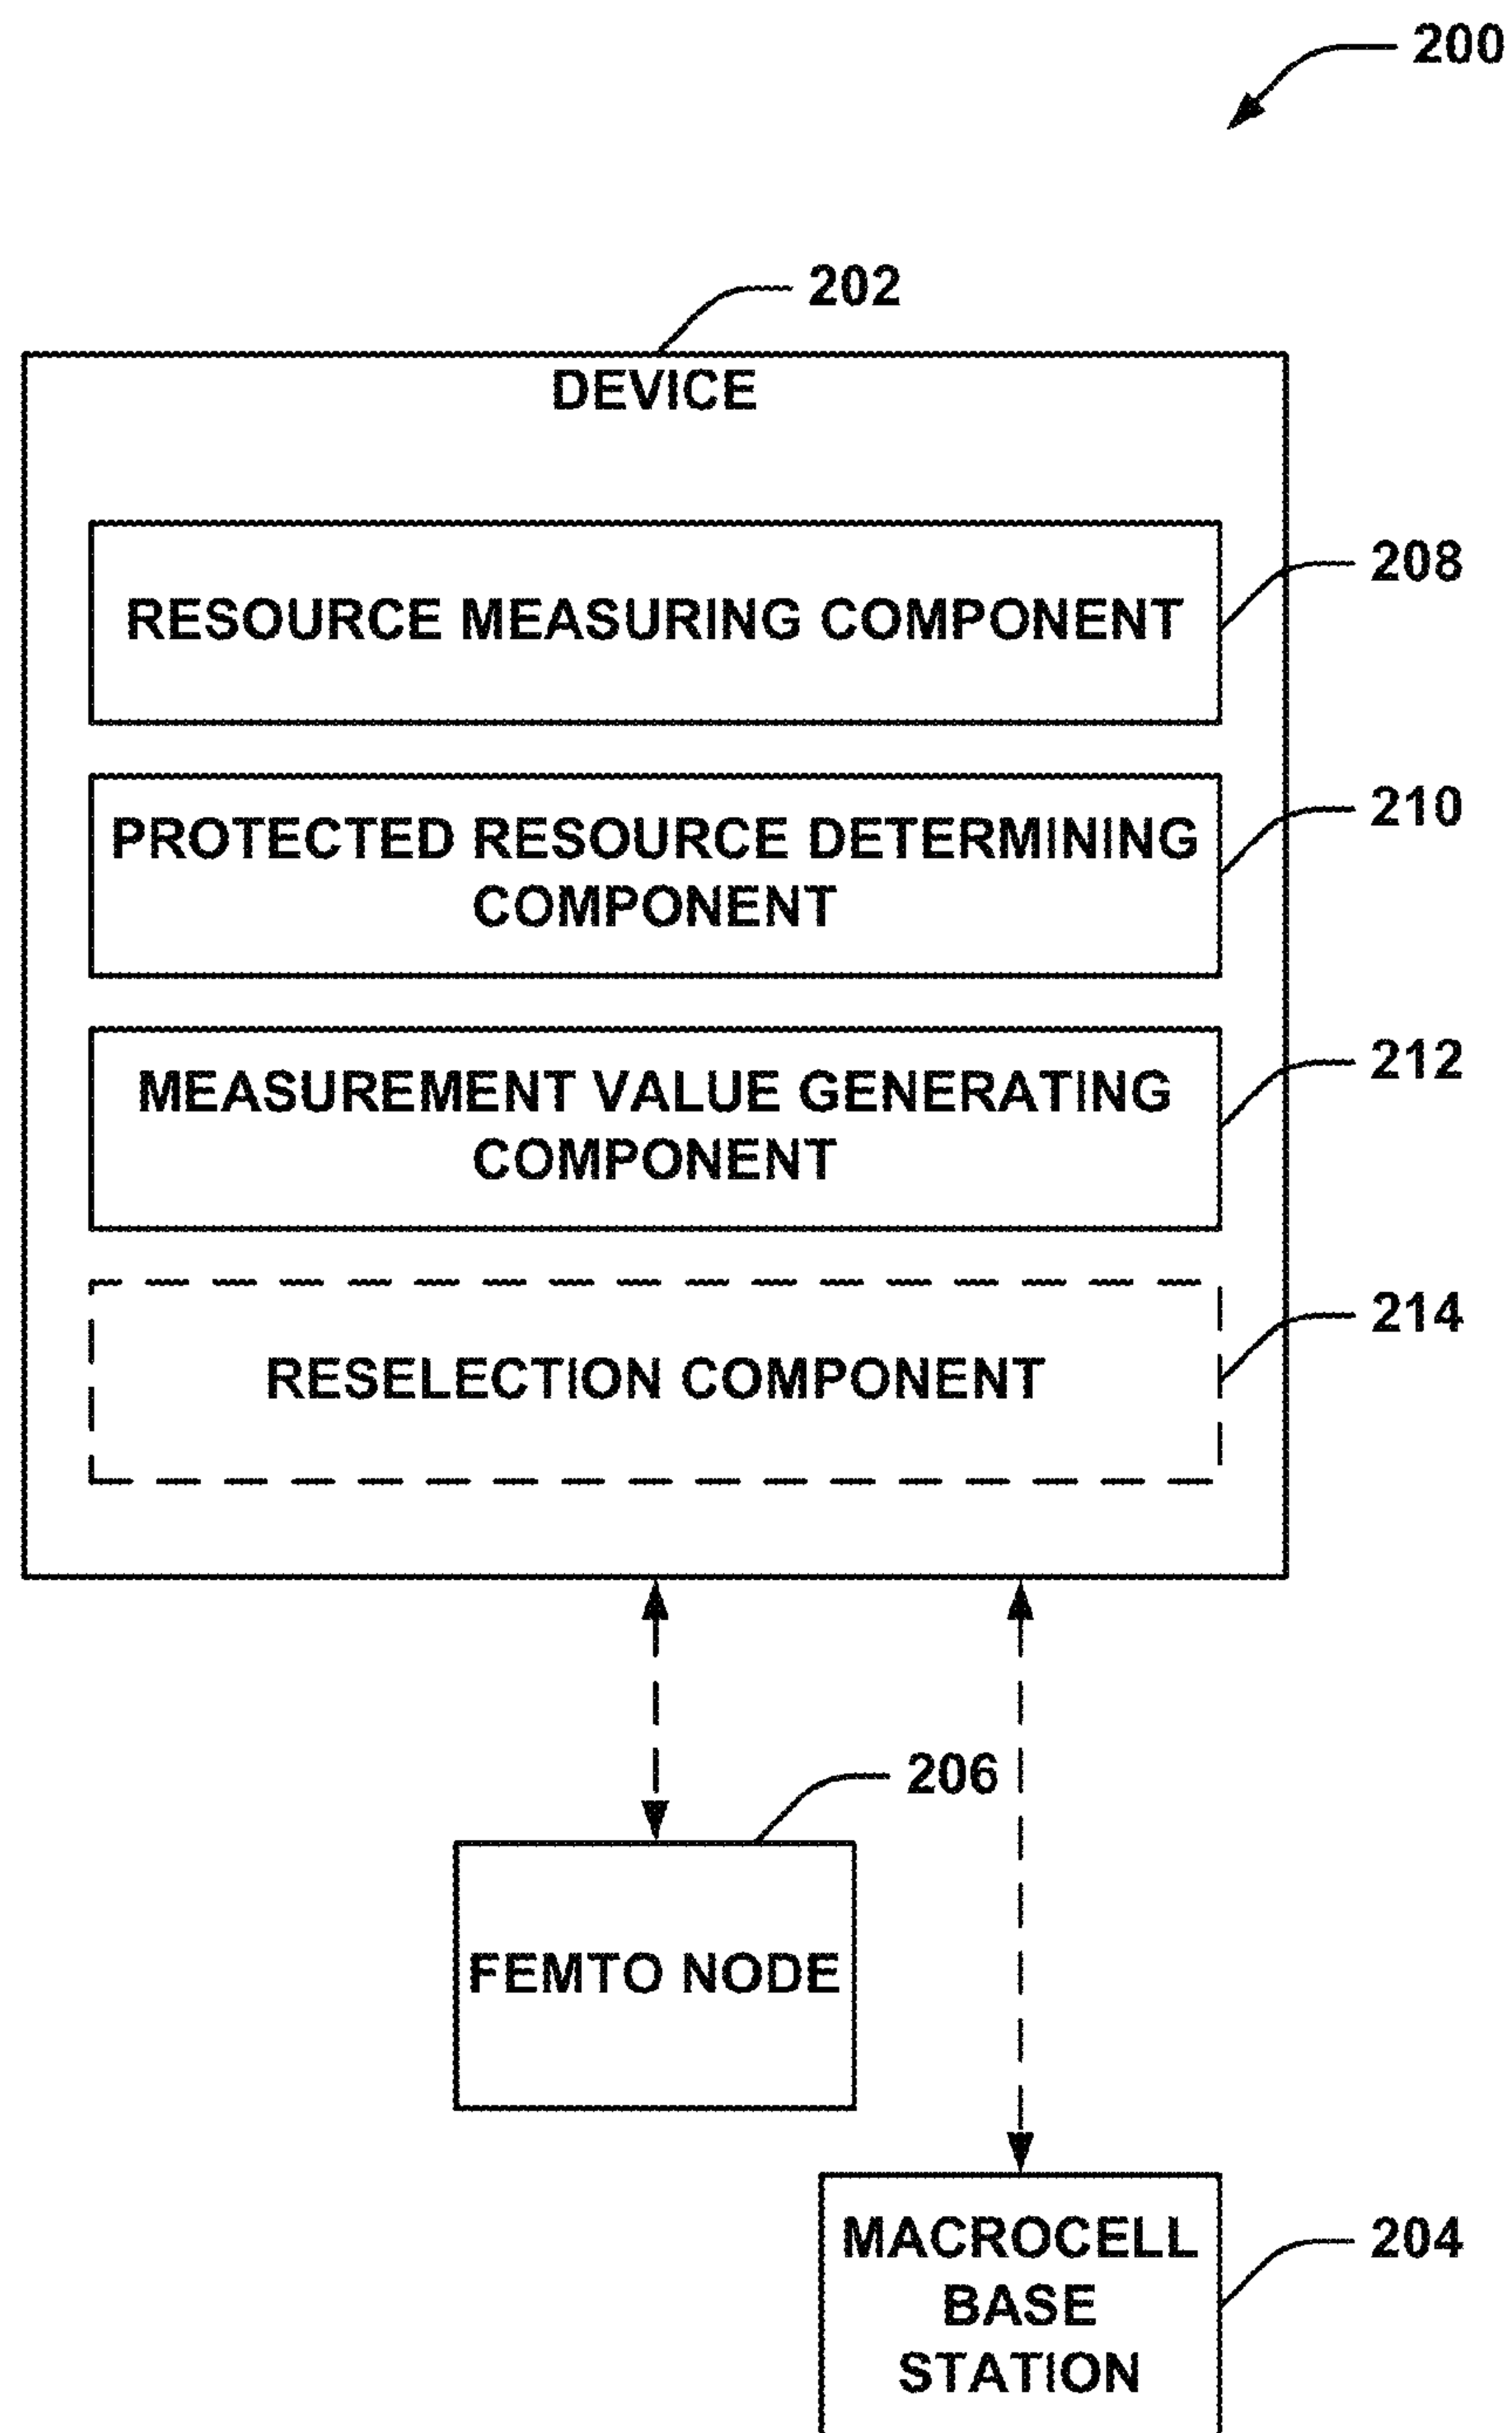 200
202
DEVICE
208
RESOURCE MEASURING COMPONENT
210
PROTECTED RESOURCE DETERMINING
COMPONENT
212
MEASUREMENT VALUE GENERATING
COMPONENT
214
RESELECTION COMPONENT
206
FEMTO NODE
204
MACROCELL
BASE
STATION